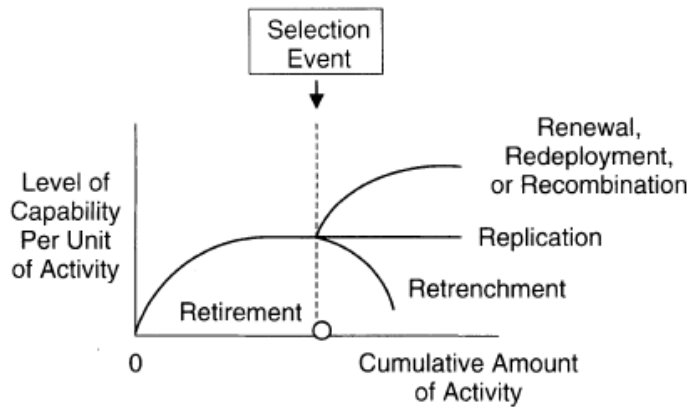 Selection
Event
Renewal,
Redeployment,
or Recombination
Level of
Capability
Per Unit
of Activity
Replication
Retrenchment
Retirement
0
Cumulative Amount
of Activity